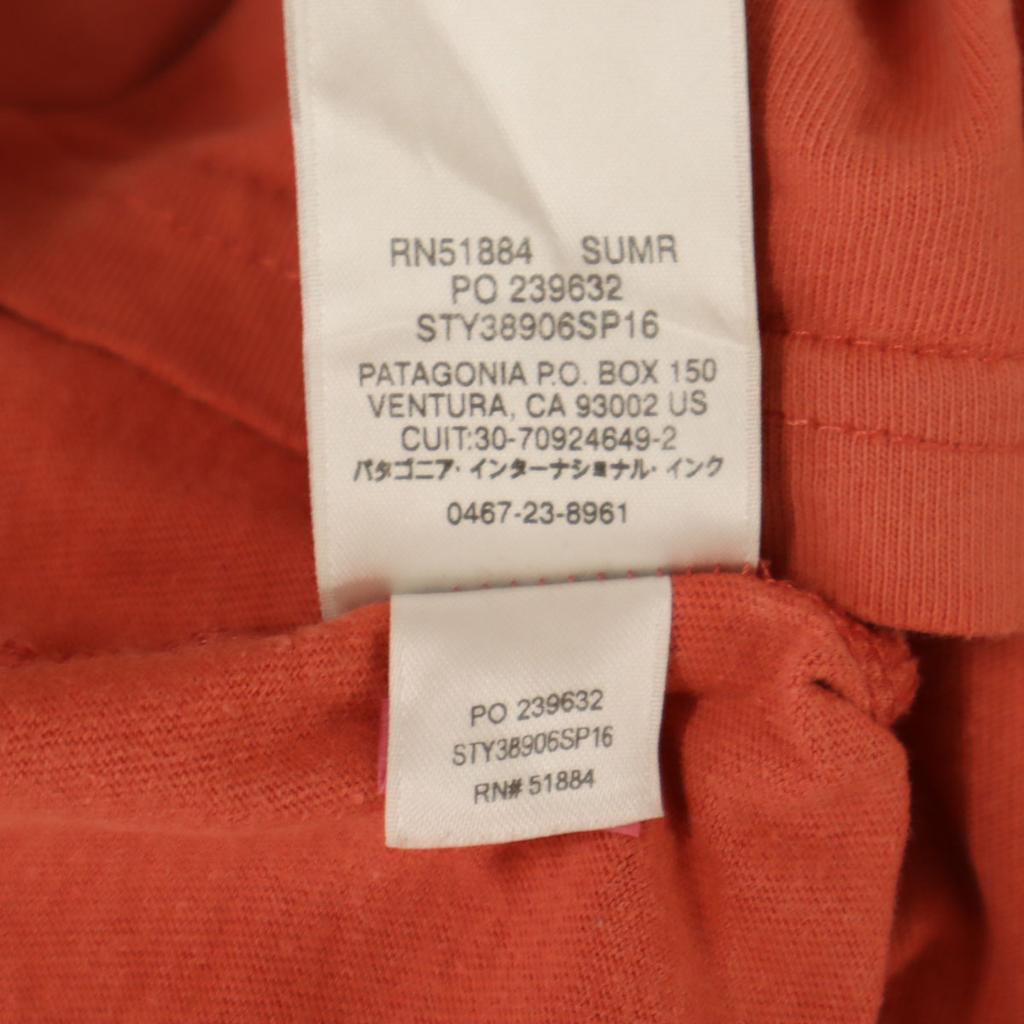 RN51884 SUMR
PO 239632
STY38906SP16
PATAGONIA P.O. BOX 150
VENTURA, CA 93002 US
CUIT:30-70924649-2
パタゴニア・インターナショナル・インク
0467-23-8961
PO 239632
STY38906SP16
RN# 51884